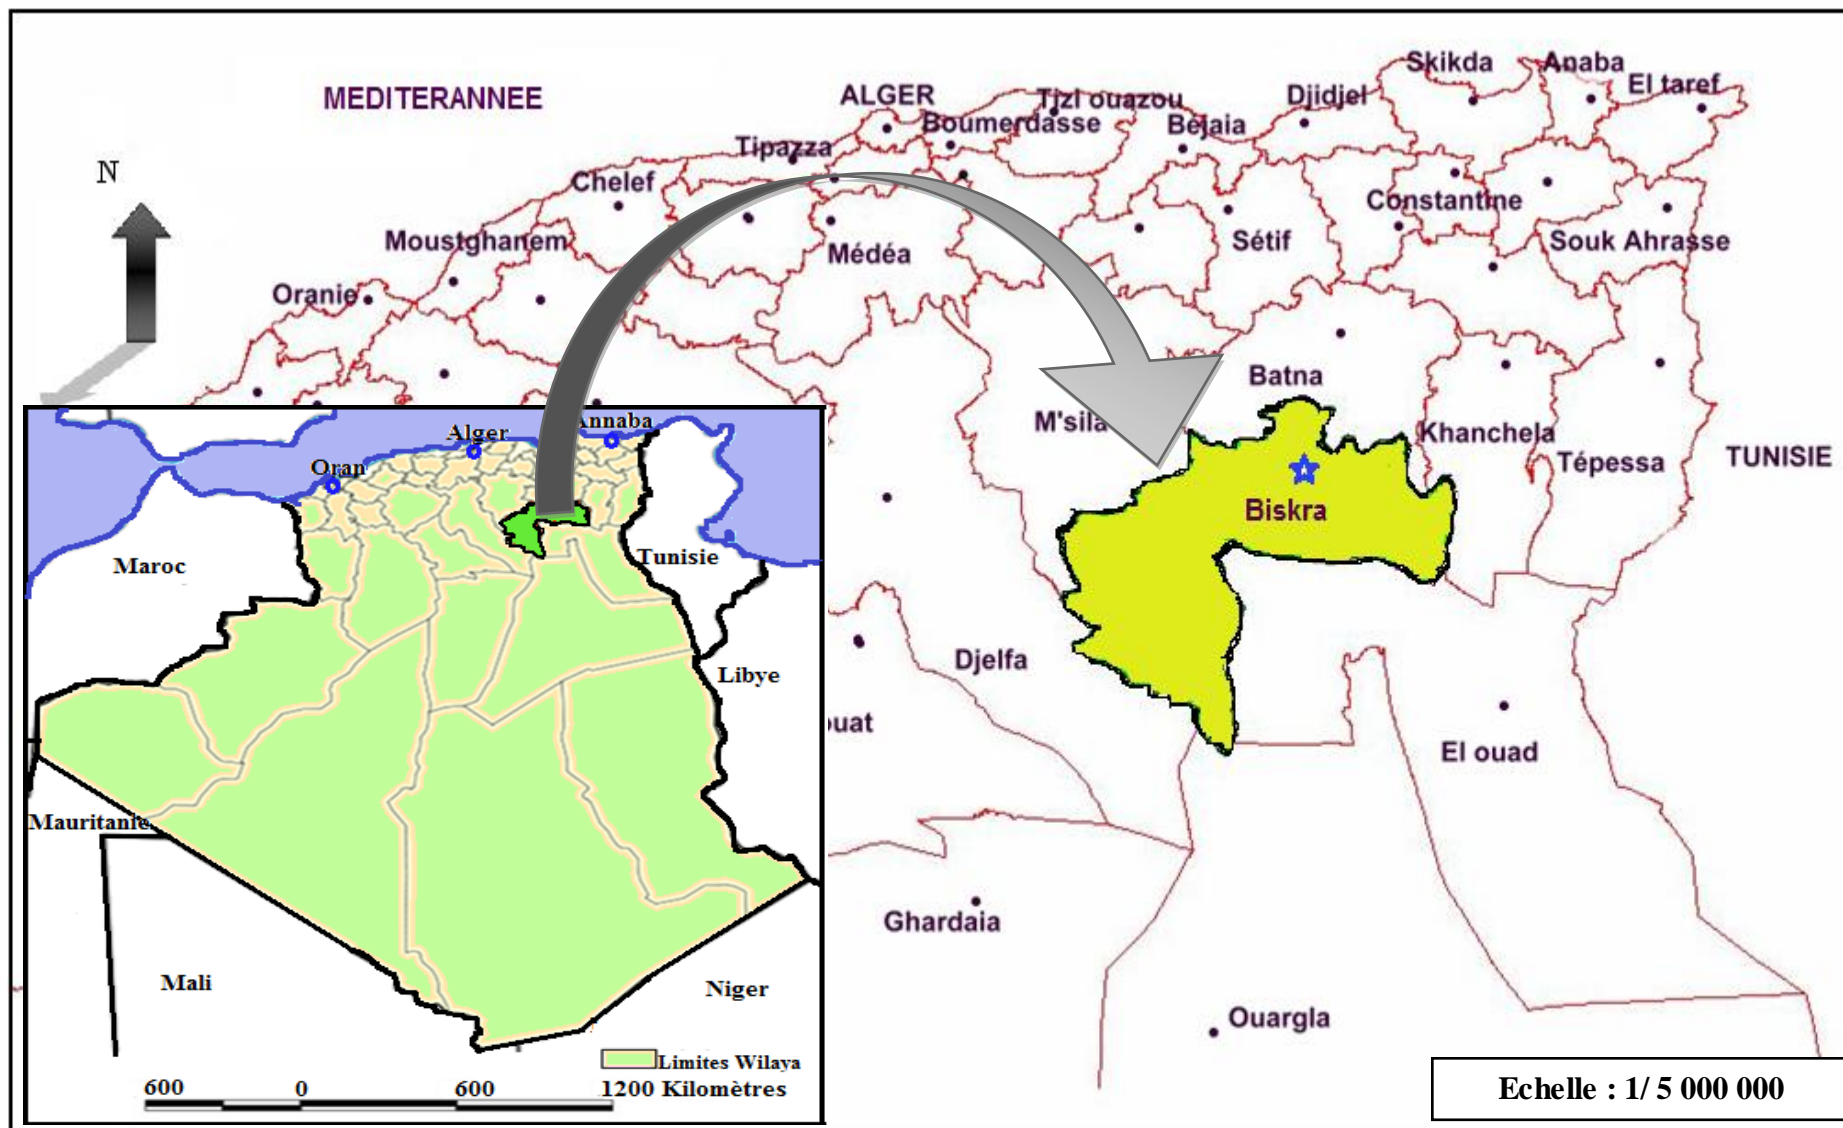 Skikda
Anaba
El taref
MEDITERANNEE
ALGER
Tizi ouazou
Djidjel
Boumerdasse
Bejaia
Tipazza
N
Chelef
Constantine
Moustghanem
Médéa
Sétif
Souk Ahrasse
Oranie
Batna
M'sila
Khanchela
Tépessa
TUNISIE
Biskra
Djelfa
uat
El ouad
Ghardaia
Ouargla
Echelle : 1/ 5 000 000
Alger
Annaba
Oran
Maroc
Tunisie
Libye
Mauritanie
Mali
Niger
Limites Wilaya
600 0 600 1200 Kilomètres